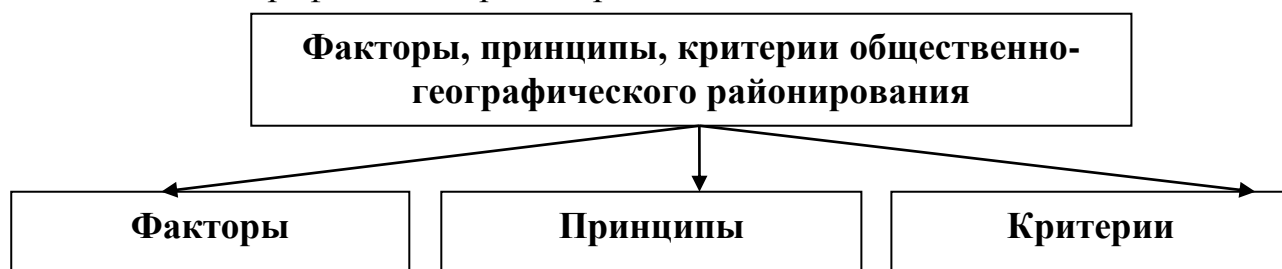 Факторы, принципы, критерии общественно-
географического районирования
Факторы
Принципы
Критерии